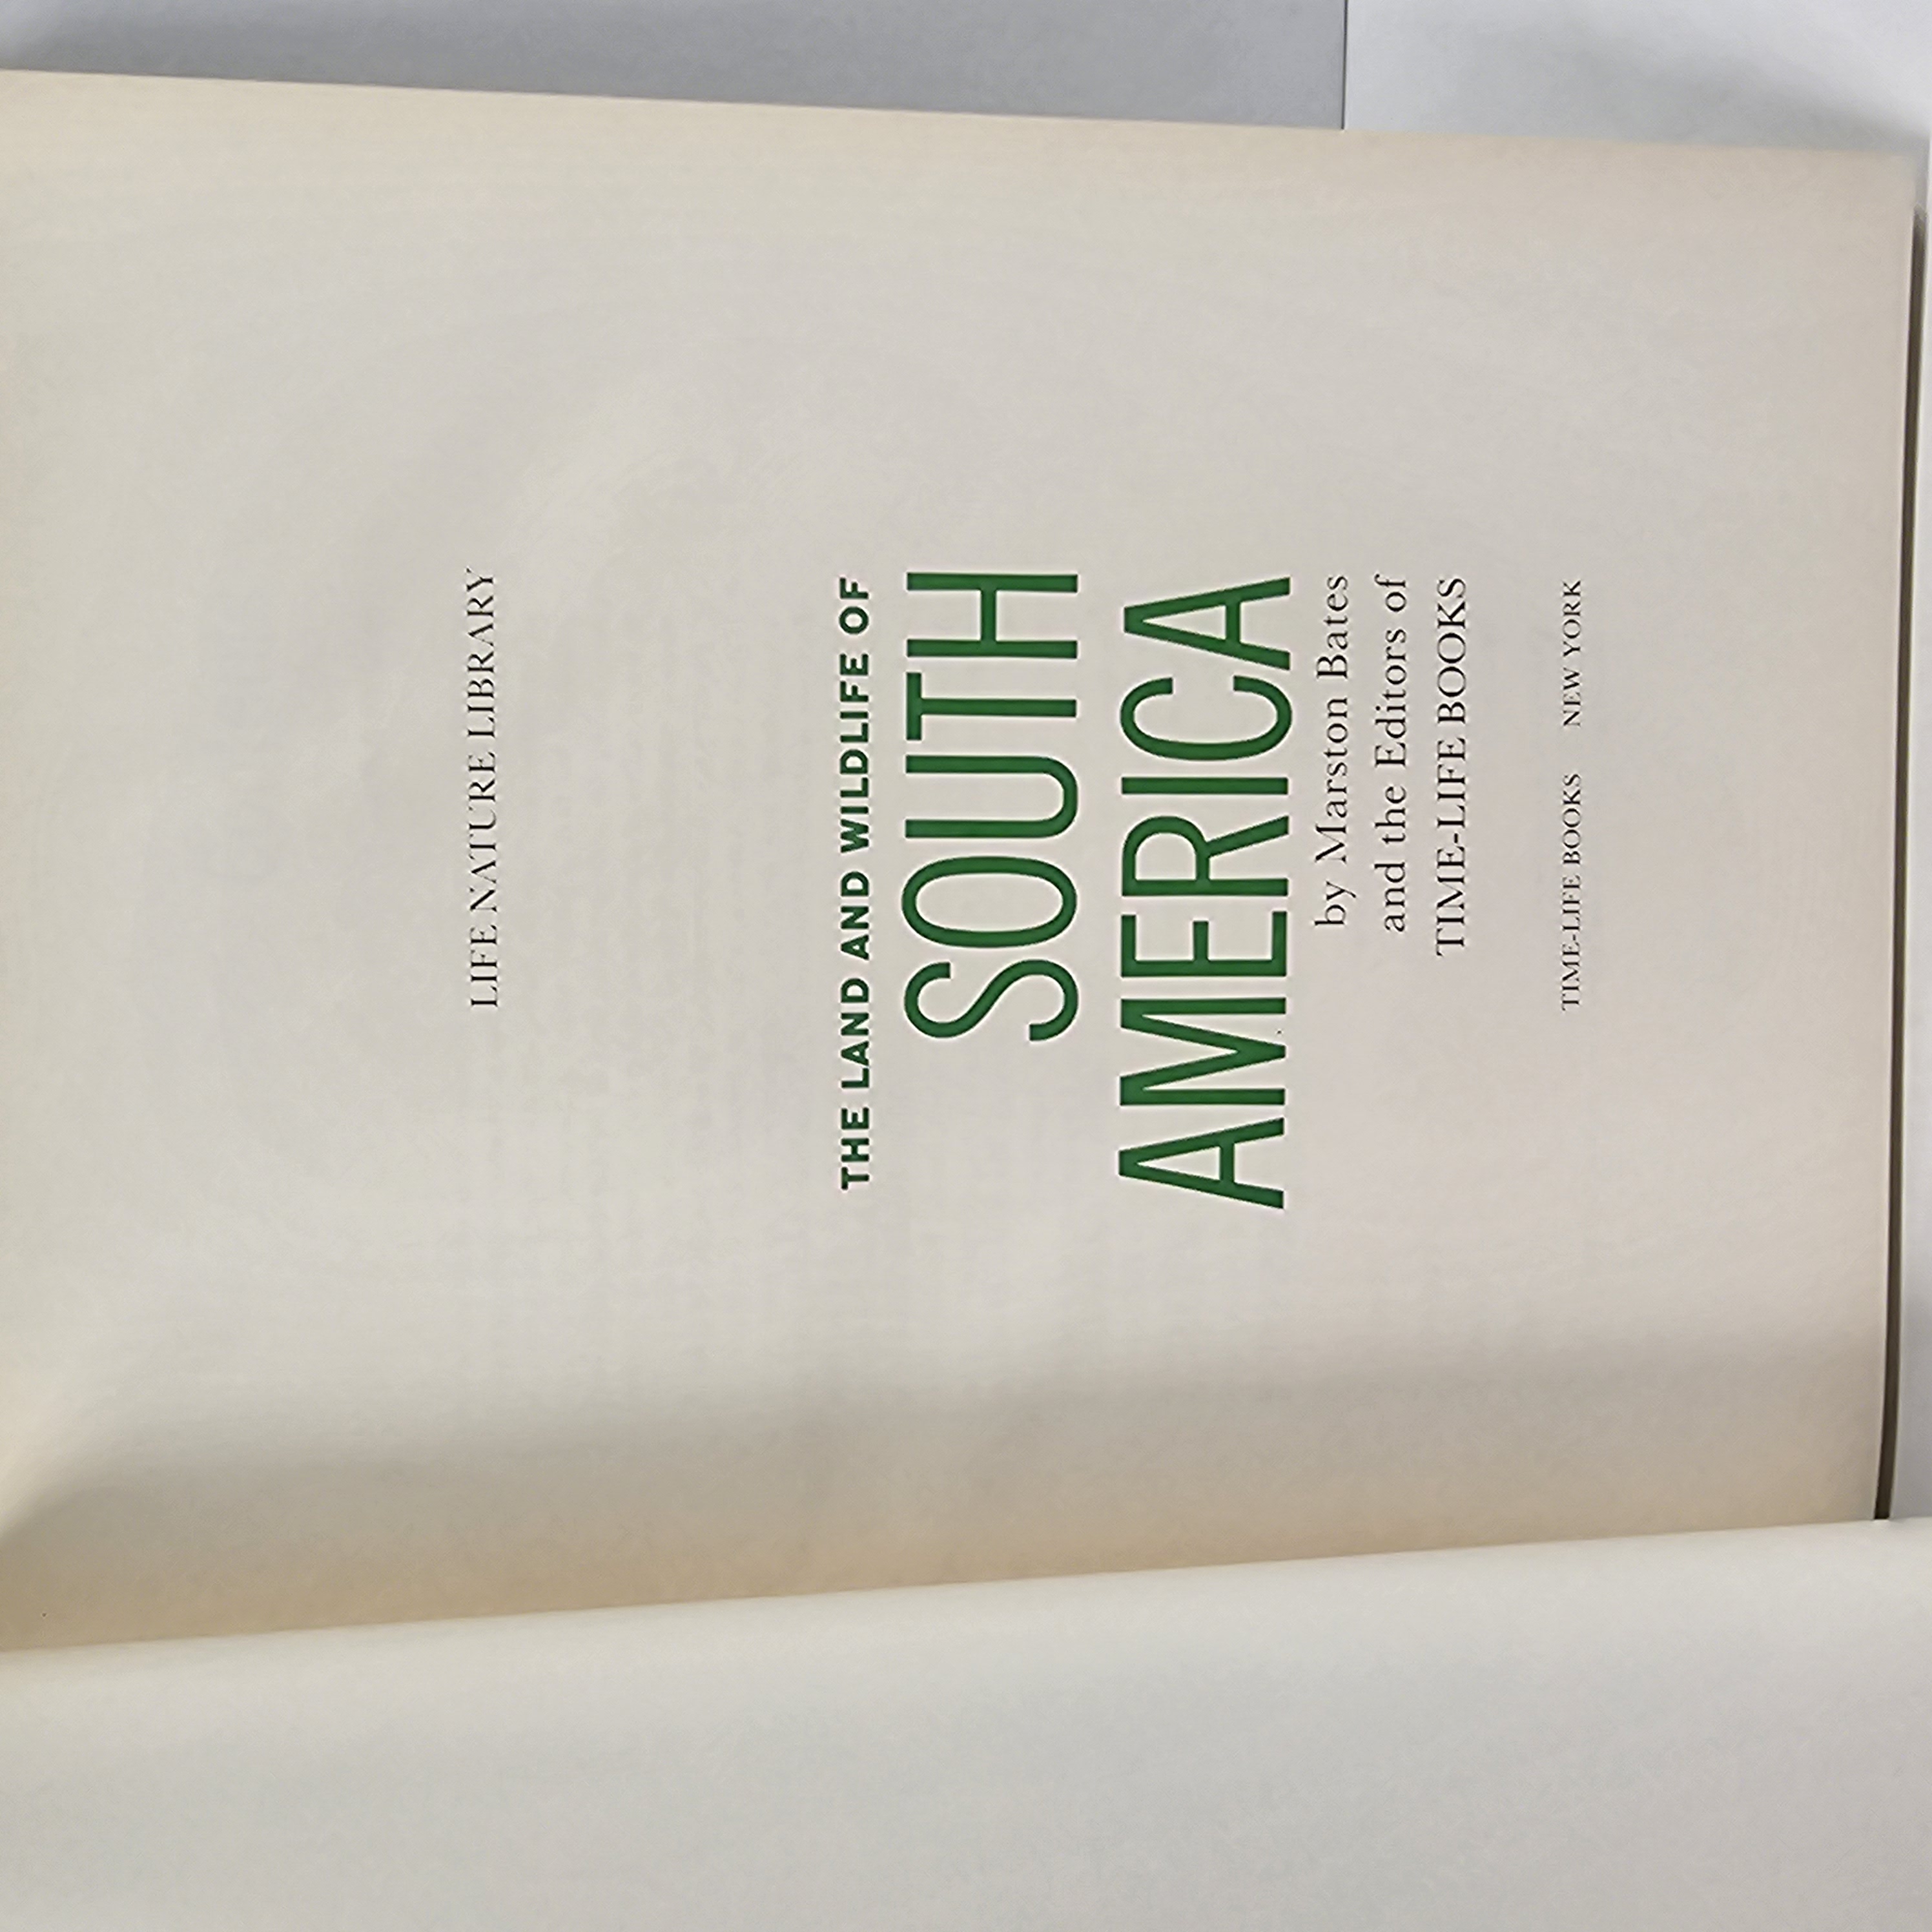 LIFE NATURE LIBRARY
THE LAND AND WILDLIFE OF
SOUTH
AMERICA
by Marston Bates
and the Editors of
TIME-LIFE BOOKS
TIME-LIFE BOOKS NEW YORK